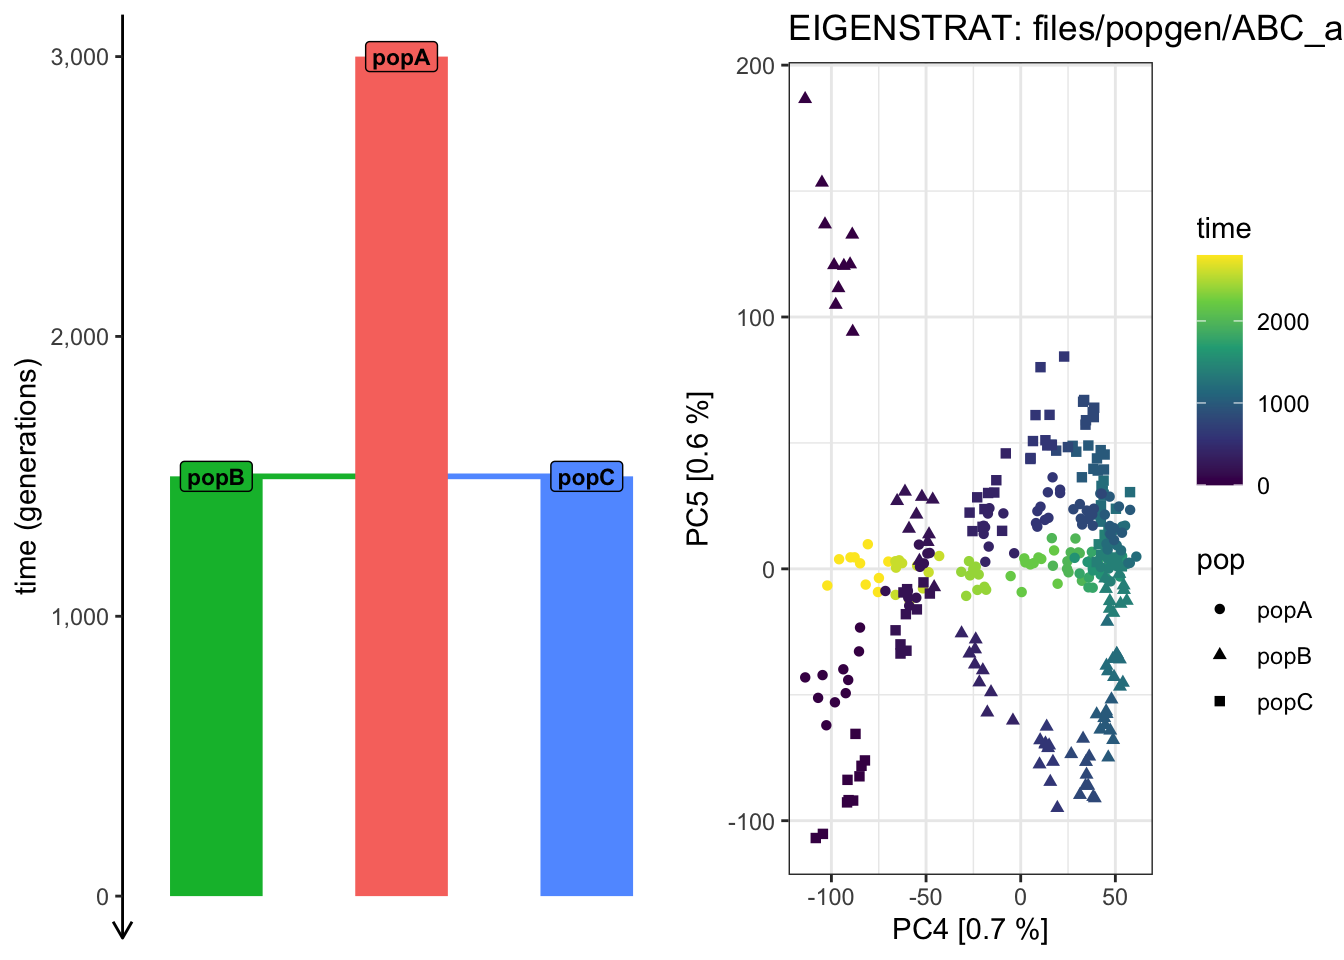 time (generations)
3,000
2,000
1,000
0
popA
popB
popC
EIGENSTRAT: files/popgen/ABC_a
PC5 [0.6 %]
200
100
0
-100
-100
-50
0
50
PC4 [0.7 %]
time
2000
1000
0
pop
popA
popB
popC